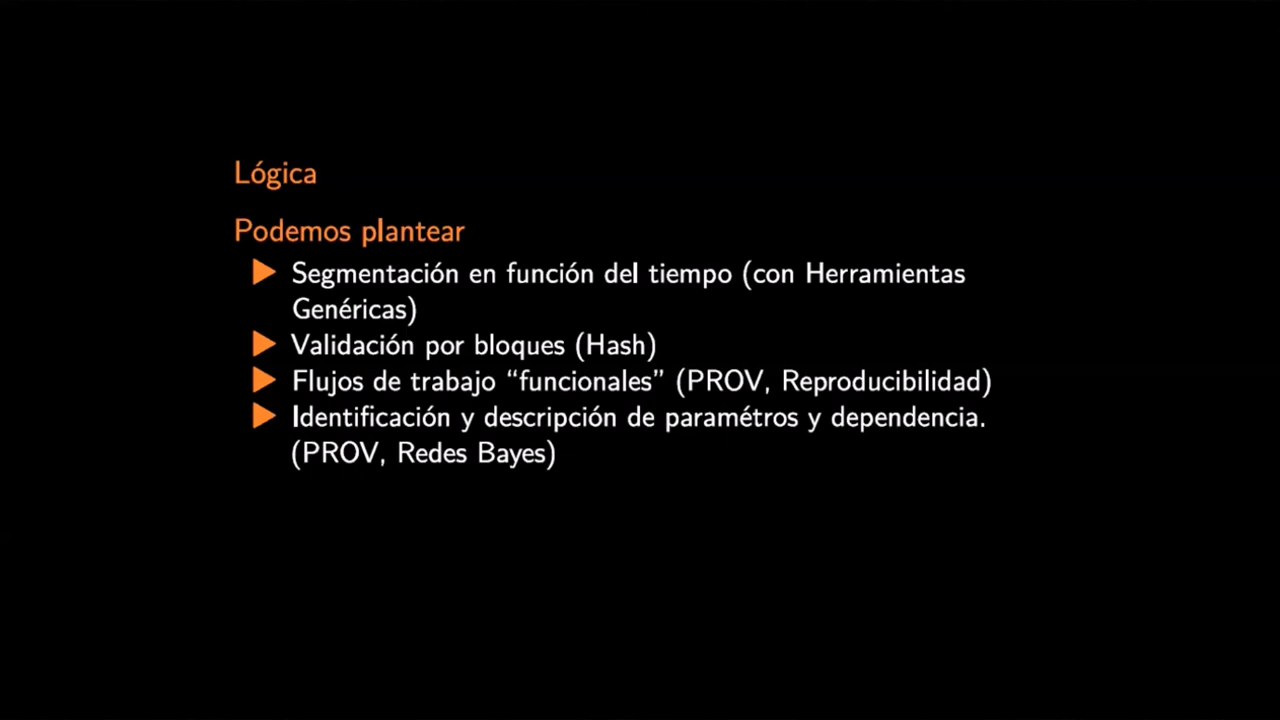 Lógica
Podemos plantear
Segmentación en función del tiempo (con Herramientas
Genéricas)
Validación por bloques (Hash)
Flujos de trabajo “funcionales” (PROV, Reproducibilidad)
Identificación y descripción de paramétros y dependencia.
(PROV, Redes Bayes)